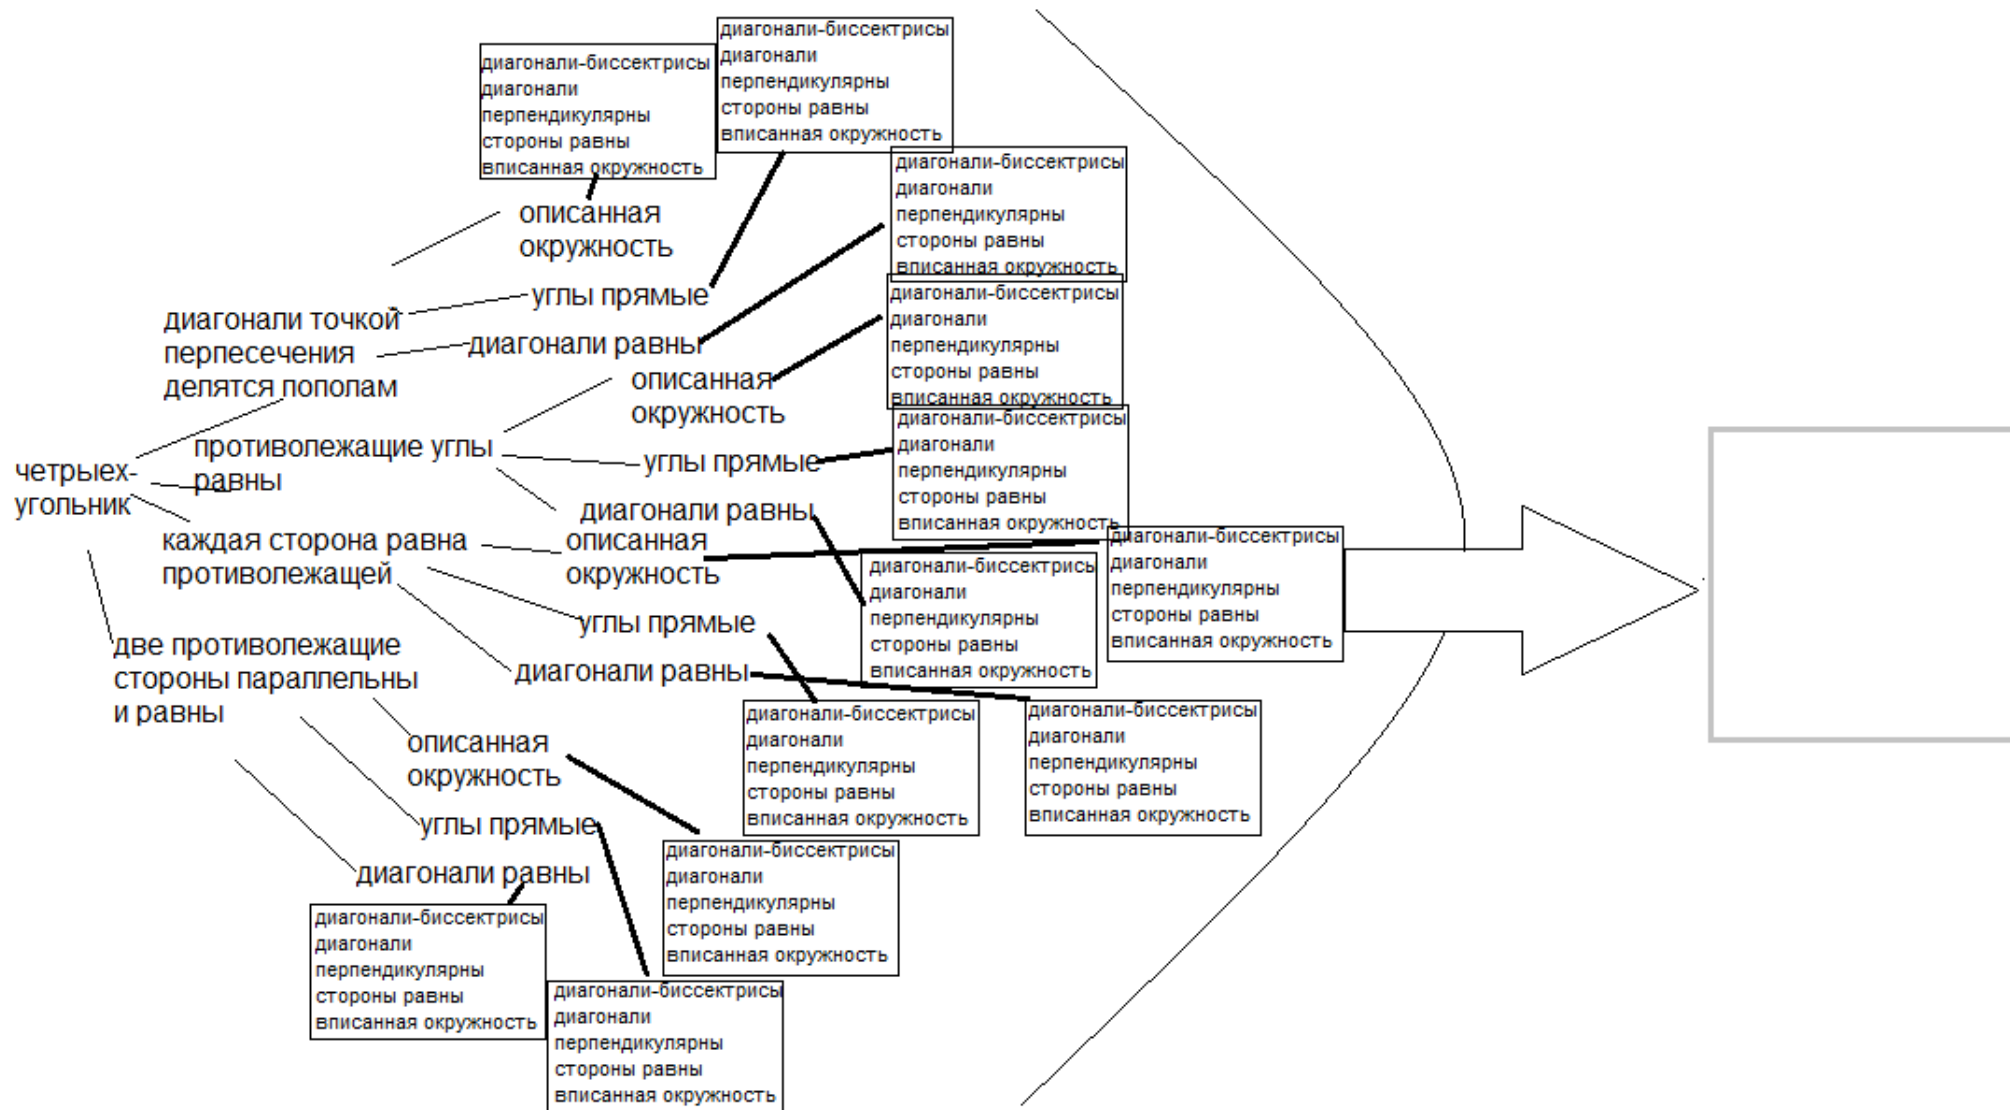 четрыех-
угольник
диагонали точкой
перпесечения
делятся пополам
описанная
окружность
диагонали-биссектрисы
диагонали
перпендикулярны
стороны равны
вписанная окружность
углы прямые
диагонали-биссектрисы
диагонали
перпендикулярны
стороны равны
вписанная окружность
диагонали равны
диагонали-биссектрисы
диагонали
перпендикулярны
стороны равны
вписанная окружность
противолежащие углы
равны
описанная
окружность
диагонали-биссектрисы
диагонали
перпендикулярны
стороны равны
вписанная окружность
углы прямые
диагонали-биссектрисы
диагонали
перпендикулярны
стороны равны
вписанная окружность
диагонали равны
диагонали-биссектрисы
диагонали
перпендикулярны
стороны равны
вписанная окружность
каждая сторона равна
противолежащей
описанная
окружность
диагонали-биссектрисы
диагонали
перпендикулярны
стороны равны
вписанная окружность
углы прямые
диагонали-биссектрисы
диагонали
перпендикулярны
стороны равны
вписанная окружность
диагонали равны
диагонали-биссектрисы
диагонали
перпендикулярны
стороны равны
вписанная окружность
две противолежащие
стороны параллельны
и равны
описанная
окружность
диагонали-биссектрисы
диагонали
перпендикулярны
стороны равны
вписанная окружность
углы прямые
диагонали-биссектрисы
диагонали
перпендикулярны
стороны равны
вписанная окружность
диагонали равны
диагонали-биссектрисы
диагонали
перпендикулярны
стороны равны
вписанная окружность